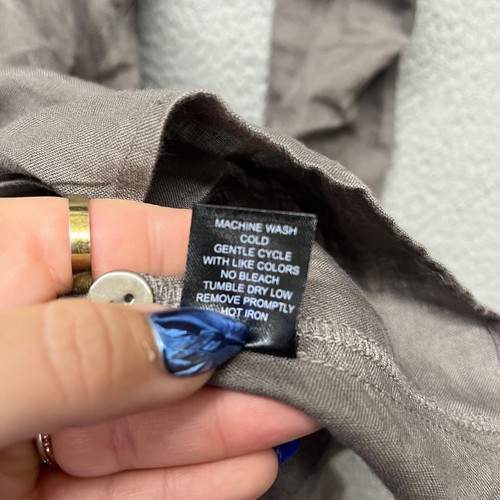 MACHINE WASH
COLD
GENTLE CYCLE
WITH LIKE COLORS
NO BLEACH
TUMBLE DRY LOW
REMOVE PROMPTLY
HOT IRON